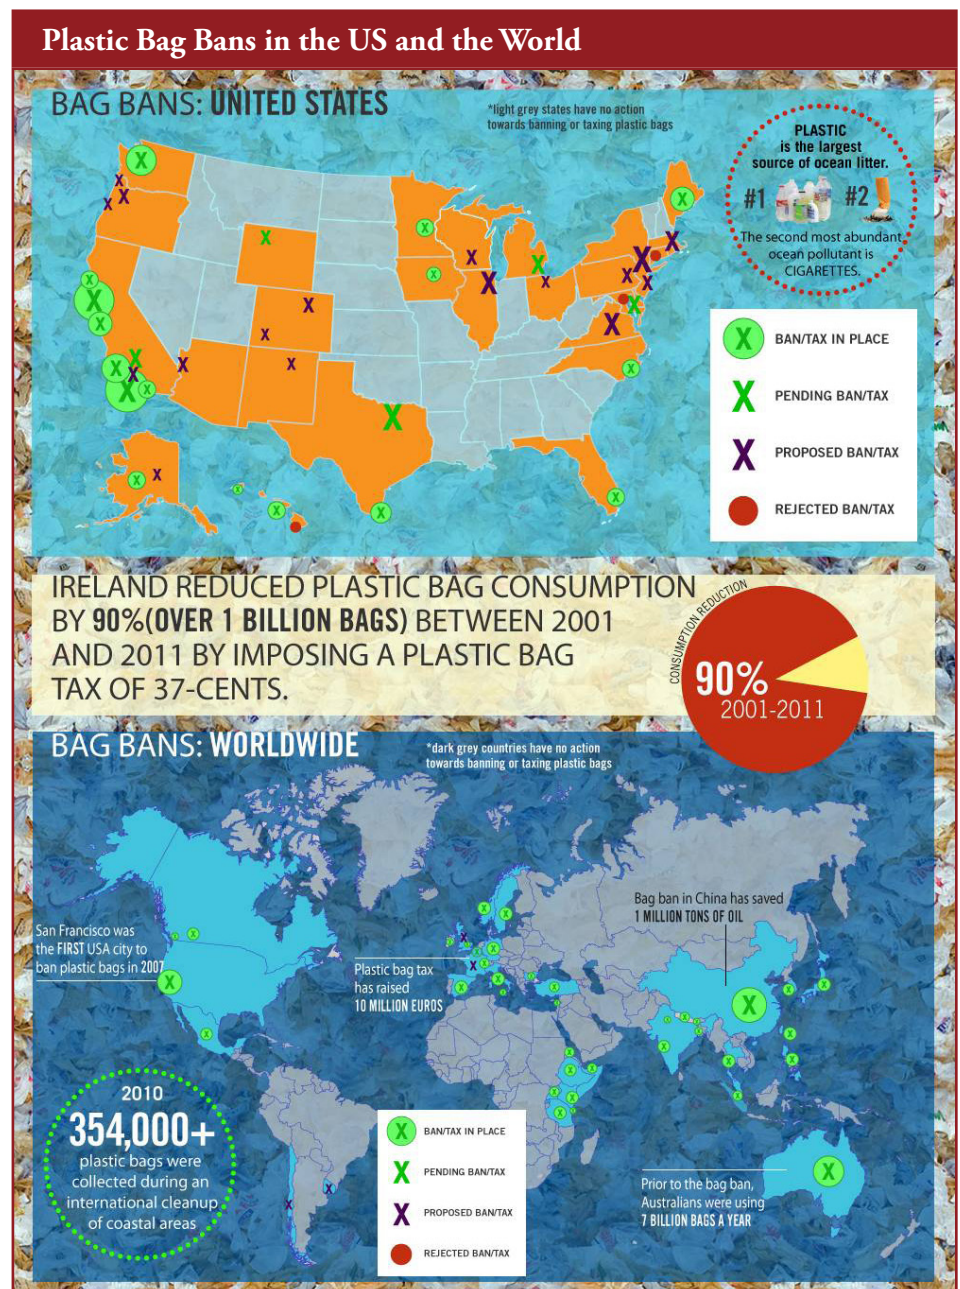 Plastic Bag Bans in the US and the World
BAG BANS: UNITED STATES
*light grey states have no action
towards banning or taxing plastic bags
PLASTIC
is the largest
source of ocean litter.
#1
#2
The second most abundant
ocean pollutant is
CIGARETTES.
X BAN/TAX IN PLACE
X PENDING BAN/TAX
X PROPOSED BAN/TAX
REJECTED BAN/TAX
IRELAND REDUCED PLASTIC BAG CONSUMPTION
BY 90%(OVER 1 BILLION BAGS) BETWEEN 2001
AND 2011 BY IMPOSING A PLASTIC BAG
TAX OF 37-CENTS.
CONSUMPTION REDUCTION
90%
2001-2011
BAG BANS: WORLDWIDE
*dark grey countries have no action
towards banning or taxing plastic bags
Bag ban in China has saved
1 MILLION TONS OF OIL
San Francisco was
the FIRST USA city to
ban plastic bags in 2007
Plastic bag tax
has raised
10 MILLION EUROS
2010
354,000+
plastic bags were
collected during an
international cleanup
of coastal areas
X BAN/TAX IN PLACE
X PENDING BAN/TAX
X PROPOSED BAN/TAX
REJECTED BAN/TAX
Prior to the bag ban,
Australians were using
7 BILLION BAGS A YEAR